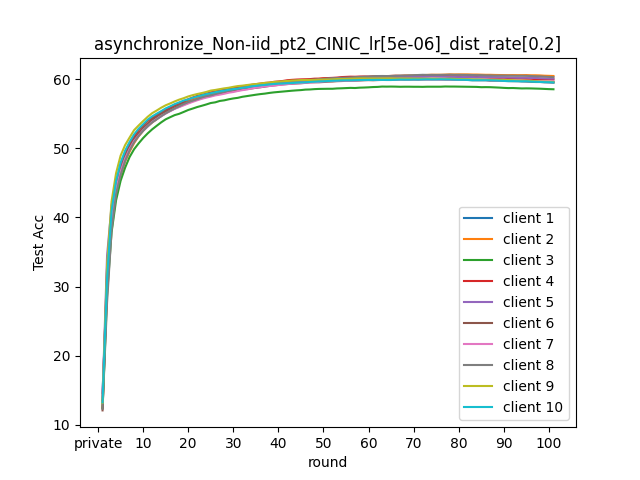 asynchronize_Non-iid_pt2_CINIC_lr[5e-06]_dist_rate[0.2]
Test Acc
60
50
40
30
20
10
private 10 20 30 40 50 60 70 80 90 100
round
client 1
client 2
client 3
client 4
client 5
client 6
client 7
client 8
client 9
client 10